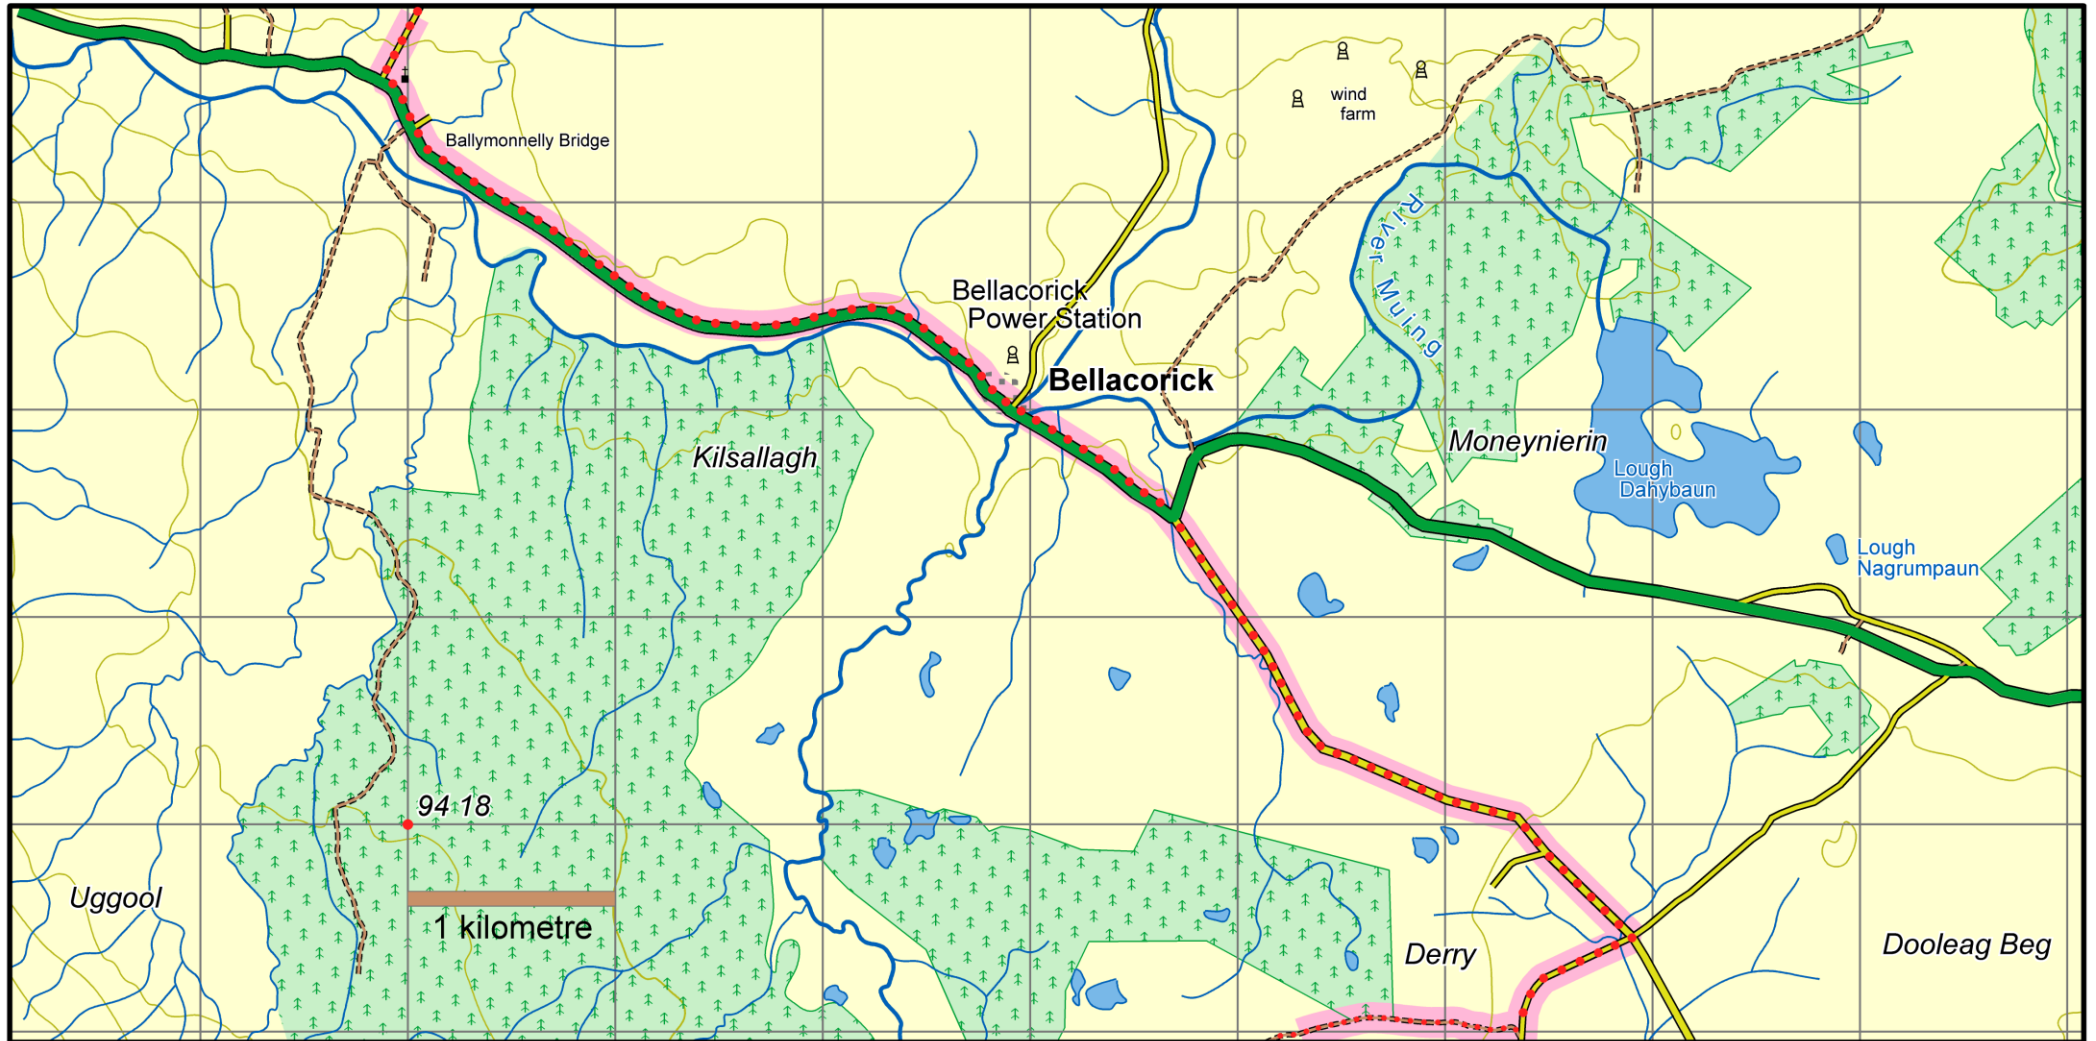 wind
farm
Ballymonnelly Bridge
River Muing
Bellacorick
Power Station
Bellacorick
Kilsallagh
Moneynierin
Lough
Dahybaun
Lough
Nagrumpaun
94 18
Uggool
1 kilometre
Derry
Dooleag Beg